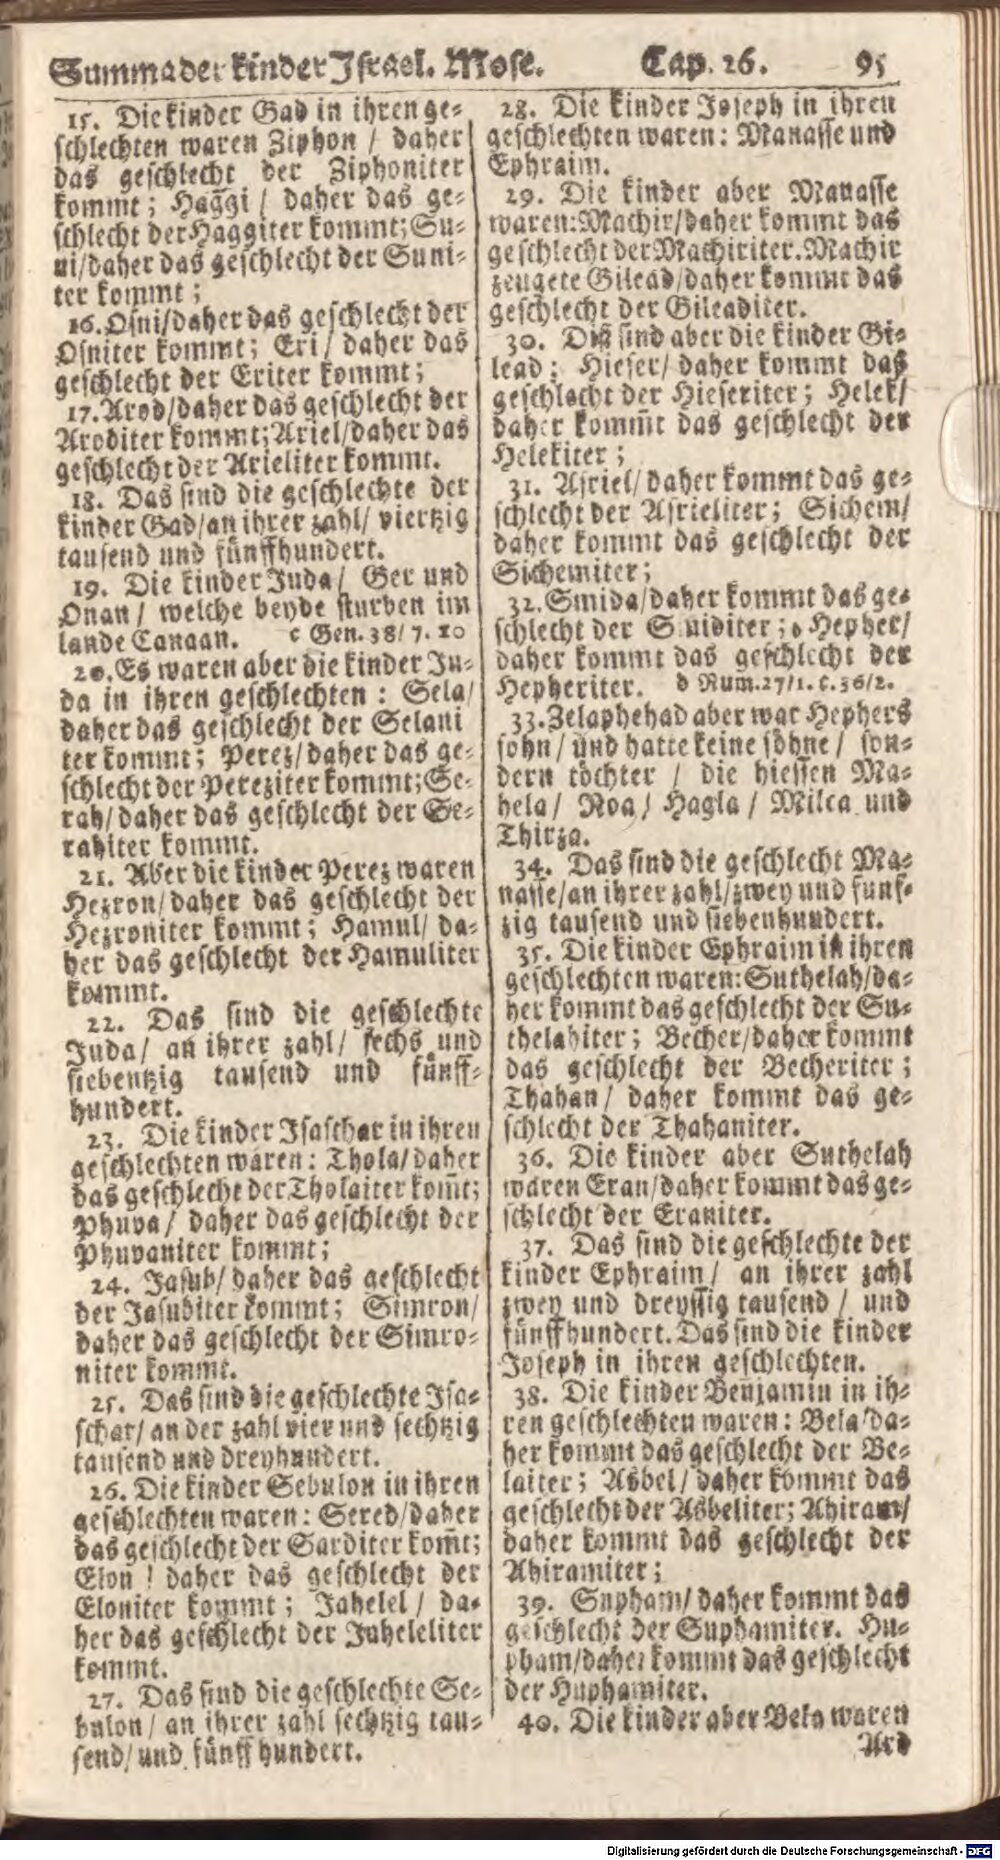 Summa der kinder Israel. Mose. Cap. 26. 95
15. Die kinder Gad in ihren ge-
schlechten waren Ziphon / daher
das geschlecht der Ziphoniter
kommt; Haggi / daher das ge-
schlecht der Haggiter kommt; Su-
ni/daher das geschlecht der Suni-
ter kommt;
16. Osni/daher das geschlecht der
Osniter kommt; Eri/ daher das
geschlecht der Eriter kommt;
17. Arod/daher das geschlecht der
Aroditer kommt; Ariel/daher das
geschlecht der Arieliter kommt.
18. Das sind die geschlechte der
kinder Gad/an ihrer zahl/ viertzig
tausend und fünffhundert.
19. Die kinder Juda/ Ger und
Onan/ welche beyde sturben im
lande Canaan. c Gen. 38/7. 10
20. Es waren aber die kinder Ju-
da in ihren geschlechten: Sela/
daher das geschlecht der Selani
ter kommt; Perez/daher das ge-
schlecht der Pereziter kommt; Se-
rah/daher das geschlecht der Se-
rahiter kommt.
21. Aber die kinder Perez waren
Hezron/daher das geschlecht der
Hezroniter kommt; Hamul/ da-
her das geschlecht der Hamuliter
kommt.
22. Das sind die geschlechte
Juda/ an ihrer zahl/ sechs und
siebentzig tausend und fünff-
hundert.
23. Die kinder Isaschar in ihren
geschlechten waren: Thola/daher
das geschlecht der Tholaiter kom̃t;
Phuva/ daher das geschlecht der
Phuvaniter kommt;
24. Jasub/ daher das geschlecht
der Jasubiter kommt; Simron/
daher das geschlecht der Simro-
niter kommt.
25. Das sind die geschlechte Isa-
schar/ an der zahl vier und sechtzig
tausend und dreyhundert.
26. Die kinder Sebulon in ihren
geschlechten waren: Sered/daher
das geschlecht der Sarditer kom̃t;
Elon / daher das geschlecht der
Eloniter kommt; Jahelel / da-
her das geschlecht der Jaheleliter
kommt.
27. Das sind die geschlechte Se-
bulon/ an ihrer zahl sechtzig tau-
send/ und fünff hundert.
28. Die kinder Joseph in ihren
geschlechten waren: Manasse und
Ephraim.
29. Die kinder aber Manasse
waren: Machir/daher kommt das
geschlecht der Machiriter. Machir
zeugete Gilead/daher kommt das
geschlecht der Gileaditer.
30. Diß sind aber die kinder Gi-
lead: Hieser/ daher kommt das
geschlecht der Hieseriter; Helek/
daher kommt das geschlecht der
Helekiter;
31. Asriel/ daher kommt das ge-
schlecht der Asrieliter; Sichem/
daher kommt das geschlecht der
Sichemiter;
32. Smida/daher kommt das ge-
schlecht der Smiditer; Hepher/
daher kommt das geschlecht der
Hepheriter. d Num. 27/1. c. 36/2.
33. Zelaphehad aber war Hephers
sohn/ und hatte keine söhne/ son-
dern töchter / die hiessen Ma-
hela/ Noa/ Hagla/ Milca und
Thirza.
34. Das sind die geschlecht Ma-
nasse/an ihrer zahl/zwey und funf-
zig tausend und siebenhundert.
35. Die kinder Ephraim in ihren
geschlechten waren: Suthelah/da-
her kommt das geschlecht der Su-
thelahiter; Becher/daher kommt
das geschlecht der Becheriter;
Thahan/ daher kommt das ge-
schlecht der Thahaniter.
36. Die kinder aber Suthelah
waren Eran/daher kommt das ge-
schlecht der Eraniter.
37. Das sind die geschlechte der
kinder Ephraim/ an ihrer zahl
zwey und dreyssig tausend / und
fünffhundert. Das sind die kinder
Joseph in ihren geschlechten.
38. Die kinder Benjamin in ih-
ren geschlechten waren: Bela/da-
her kommt das geschlecht der Be-
laiter; Asbel/ daher kommt das
geschlecht der Asbeliter; Ahiram/
daher kommt das geschlecht der
Ahiramiter;
39. Supham/ daher kommt das
geschlecht der Suphamiter. Hu-
pham/daher kommt das geschlecht
der Huphamiter.
40. Die kinder aber Bela waren
Ard
Digitalisierung gefördert durch die Deutsche Forschungsgemeinschaft - DFG